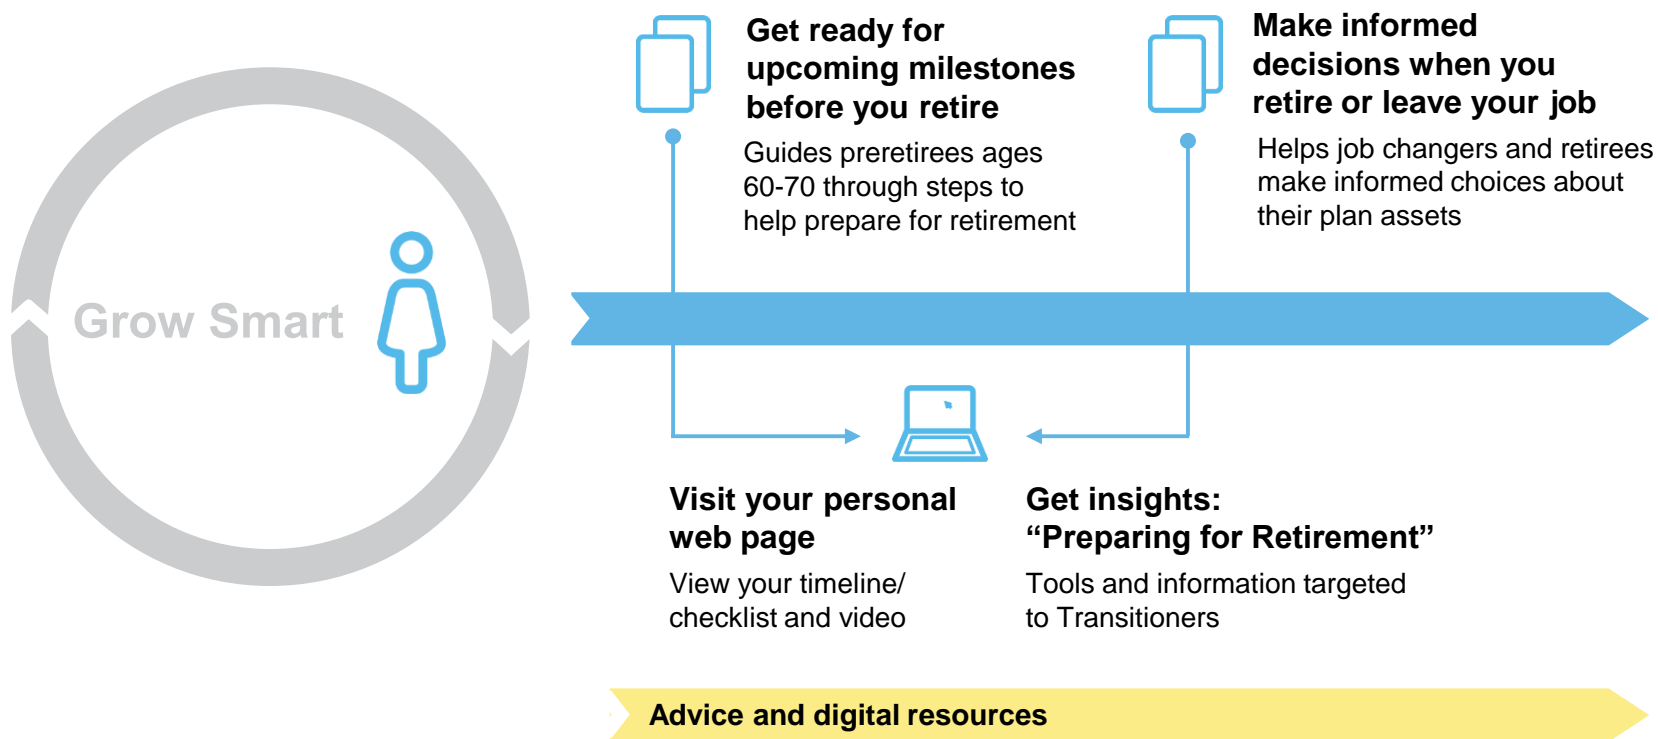 Grow Smart
Get ready for
upcoming milestones
before you retire
Guides preretirees ages
60-70 through steps to
help prepare for retirement
Make informed
decisions when you
retire or leave your job
Helps job changers and retirees
make informed choices about
their plan assets
Visit your personal
web page
View your timeline/
checklist and video
Get insights:
“Preparing for Retirement”
Tools and information targeted
to Transitioners
Advice and digital resources